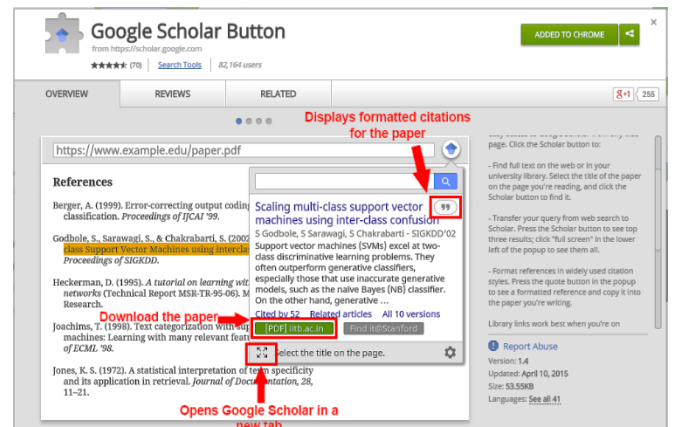 Google Scholar Button
from https://scholar.google.com
(70) Search Tools 82,164 users
ADDED TO CHROME
×
OVERVIEW REVIEWS RELATED
g+1 255
Displays formatted citations
for the paper
https://www.example.edu/paper.pdf
References
Berger, A. (1999). Error-correcting output coding
classification. Proceedings of IJCAI '99.
Godbole, S., Sarawagi, S., & Chakrabarti, S. (2002
class Support Vector Machines using interclas
Proceedings of SIGKDD.
Heckerman, D. (1995). A tutorial on learning wit
networks (Technical Report MSR-TR-95-06). M
Research.
Joachims, T. (1998). Text categorization with sup
machines: Learning with many relevant feat
of ECML '98.
Jones, K. S. (1972). A statistical interpretation of term specificity
and its application in retrieval. Journal of Documentation, 28,
11–21.
Scaling multi-class support vector
machines using inter-class confusion
S Godbole, S Sarawagi, S Chakrabarti - SIGKDD'02
Support vector machines (SVMs) excel at two-
class discriminative learning problems. They
often outperform generative classifiers,
especially those that use inaccurate generative
models, such as the naive Bayes (NB) classifier.
On the other hand, generative ...
Cited by 52 Related articles All 10 versions
[PDF] iitb.ac.in Find it@Stanford
Select the title on the page.
Download the paper
Opens Google Scholar in a
new tab
page. Click the Scholar button to:
- Find full text on the web or in your
university library. Select the title of the paper
on the page you're reading, and click the
Scholar button to find it.
- Transfer your query from web search to
Scholar. Press the Scholar button to see top
three results; click "full screen" in the lower
left of the popup to see them all.
- Format references in widely used citation
styles. Press the quote button in the popup
to see a formatted reference and copy it into
the paper you're writing.
Library links work best when you're on
Report Abuse
Version: 1.4
Updated: April 10, 2015
Size: 53.55KB
Languages: See all 41